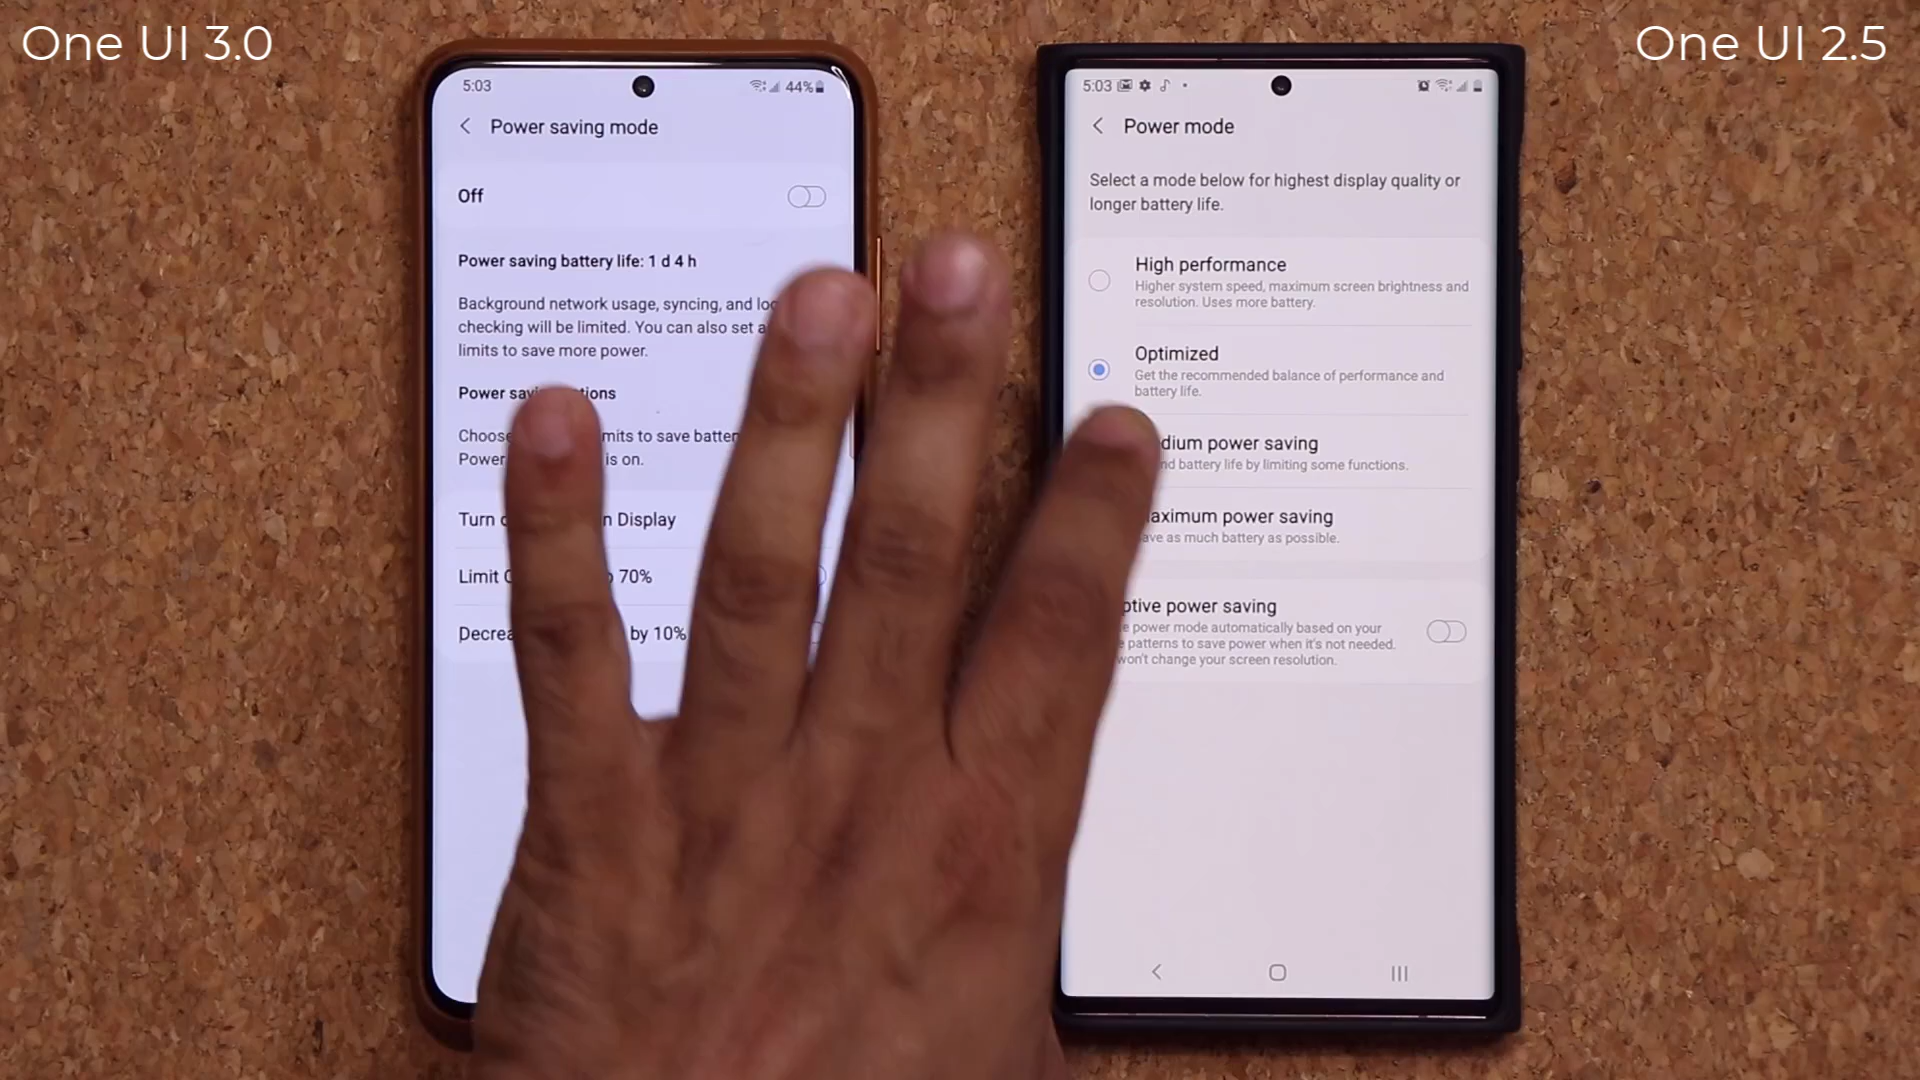 One UI 3.0
One UI 2.5
5:03
44%
Power saving mode
Off
Power saving battery life: 1 d 4 h
Background network usage, syncing, and
checking will be limited. You can also set
limits to save more power.
Power
Choose mits to save
Power is on.
Turn Display
Limit 70%
by 10%
5:03
Power mode
Select a mode below for highest display quality or
longer battery life.
High performance
Higher system speed, maximum screen brightness and
resolution. Uses more battery.
Optimized
Get the recommended balance of performance and
battery life.
dium power saving
nd battery life by limiting some functions.
aximum power saving
ave as much battery as possible.
ptive power saving
e power mode automatically based on your
e patterns to save power when it's not needed.
won't change your screen resolution.